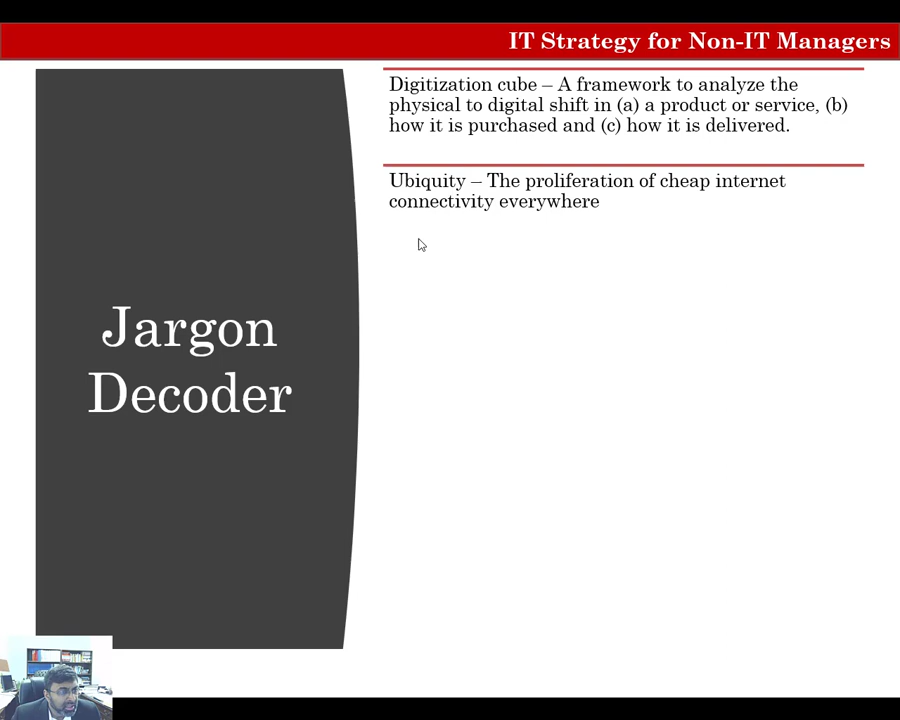 IT Strategy for Non-IT Managers
Digitization cube – A framework to analyze the
physical to digital shift in (a) a product or service, (b)
how it is purchased and (c) how it is delivered.
Ubiquity – The proliferation of cheap internet
connectivity everywhere
Jargon
Decoder